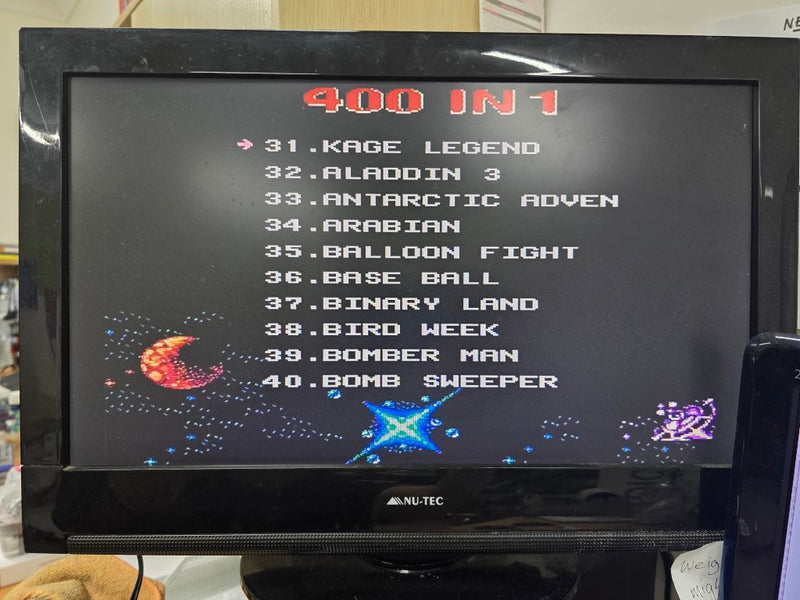 400 IN 1
31.KAGE LEGEND
32.ALADDIN 3
33.ANTARCTIC ADVEN
34.ARABIAN
35.BALLOON FIGHT
36.BASE BALL
37.BINARY LAND
38.BIRD WEEK
39.BOMBER MAN
40.BOMB SWEEPER
NU-TEC